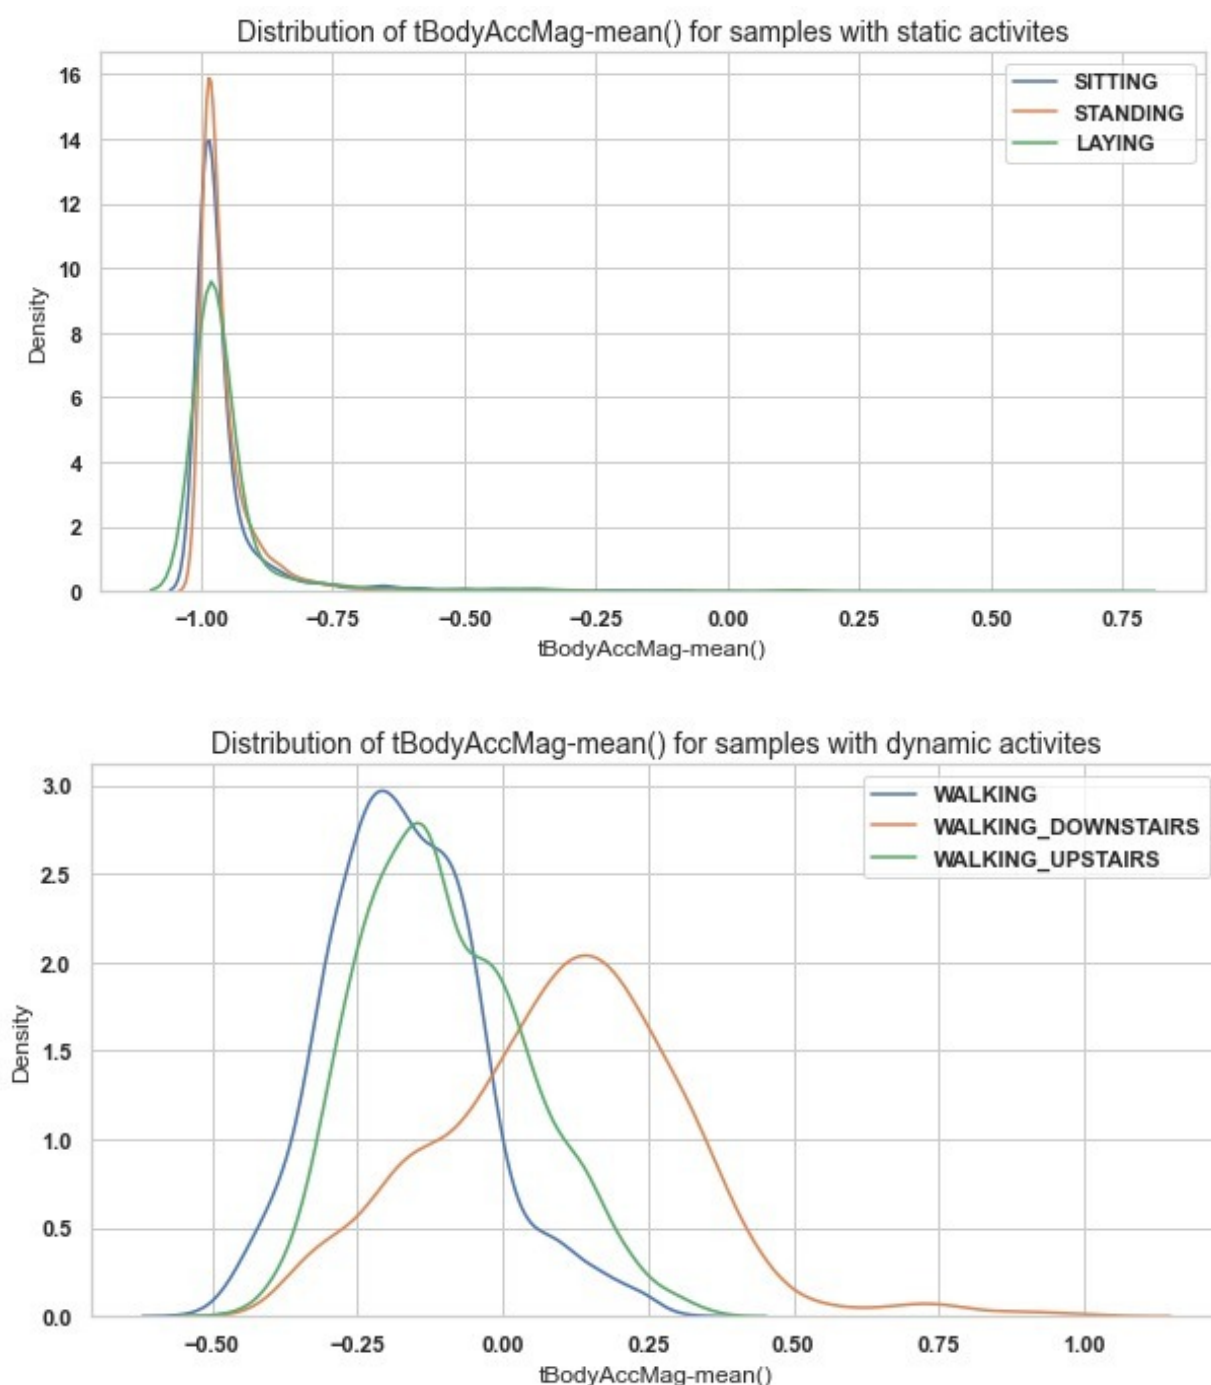 Distribution of tBodyAccMag-mean() for samples with static activites
16
14
12
10
8
6
4
2
0
Density
SITTING
STANDING
LAYING
−1.00 −0.75 −0.50 −0.25 0.00 0.25 0.50 0.75
tBodyAccMag-mean()
Distribution of tBodyAccMag-mean() for samples with dynamic activites
3.0
2.5
2.0
1.5
1.0
0.5
0.0
Density
WALKING
WALKING_DOWNSTAIRS
WALKING_UPSTAIRS
−0.50 −0.25 0.00 0.25 0.50 0.75 1.00
tBodyAccMag-mean()